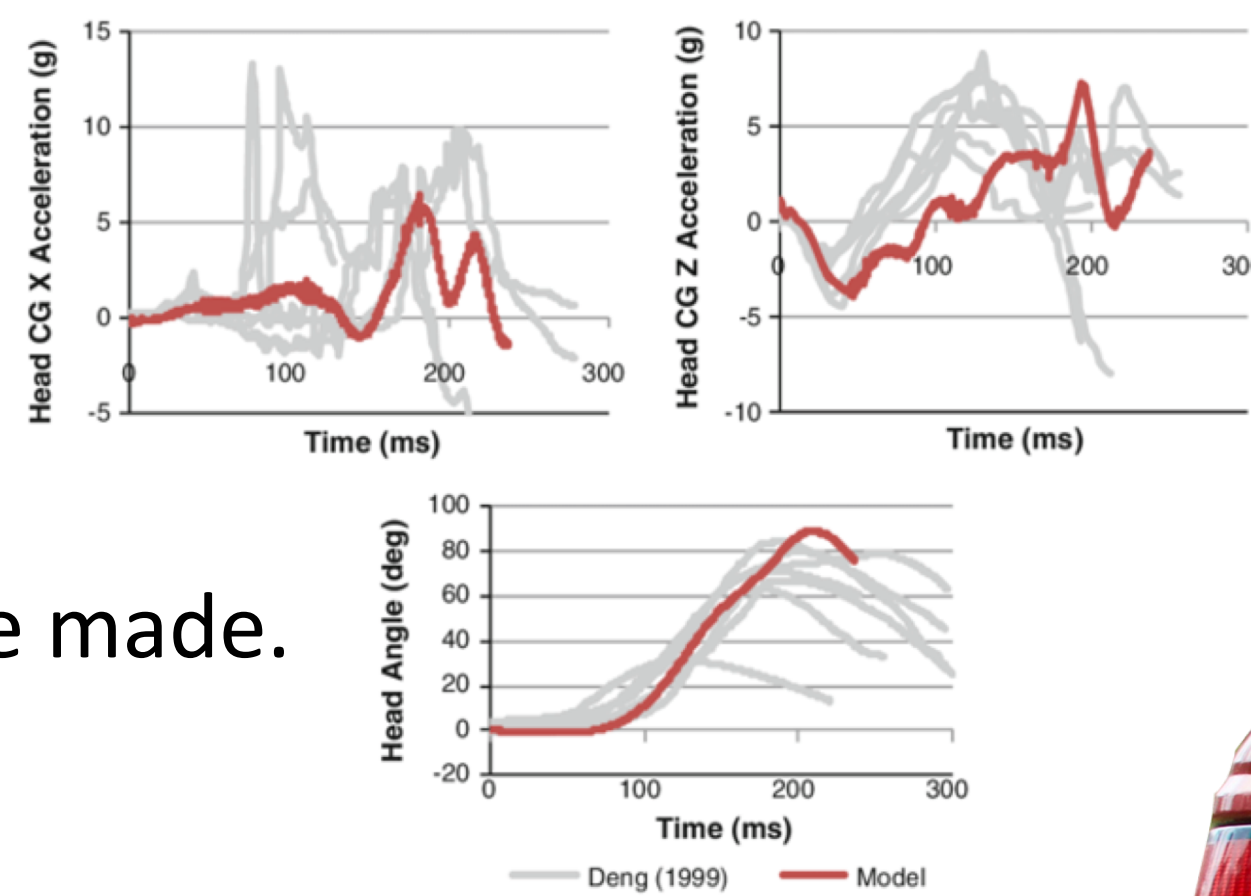 Head CG X Acceleration (g)
15
10
5
0
-5
0 100 200 300
Time (ms)
Head CG Z Acceleration (g)
10
5
0
-5
-10
0 100 200
Time (ms)
e made.
Head Angle (deg)
100
80
60
40
20
0
-20
0 100 200 300
Time (ms)
Deng (1999) Model